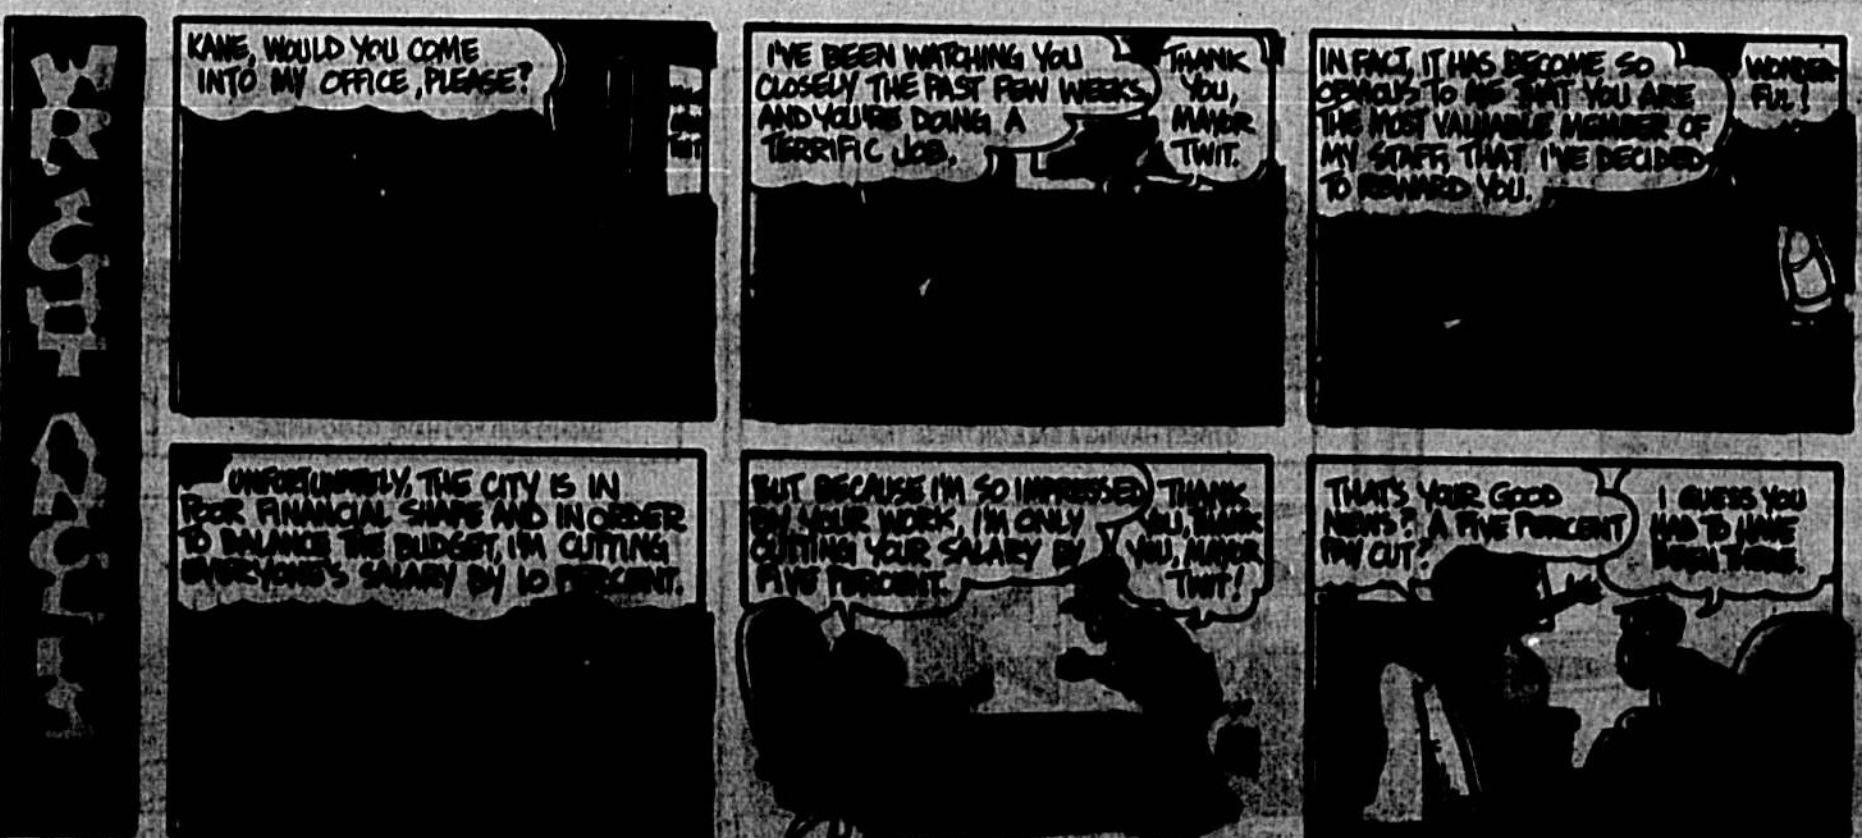 WRIGHT ANGLES
KANE, WOULD YOU COME
INTO MY OFFICE, PLEASE?
I'VE BEEN WATCHING YOU
CLOSELY THE PAST FEW WEEKS,
AND YOU'RE DOING A
TERRIFIC JOB.
THANK
YOU,
MAYOR
TWIT.
IN FACT, IT HAS BECOME SO
OBVIOUS TO ME THAT YOU ARE
THE MOST VALUABLE MEMBER OF
MY STAFF, THAT I'VE DECIDED
TO REWARD YOU.
WONDER-
FUL!
UNFORTUNATELY, THE CITY IS IN
POOR FINANCIAL SHAPE AND IN ORDER
TO BALANCE THE BUDGET, I'M CUTTING
EVERYONE'S SALARY BY 10 PERCENT.
BUT BECAUSE I'M SO IMPRESSED
BY YOUR WORK, I'M ONLY
CUTTING YOUR SALARY BY
FIVE PERCENT.
THANK
YOU, THANK
YOU, MAYOR
TWIT!
THAT'S YOUR GOOD
NEWS? A FIVE PERCENT
PAY CUT?
I GUESS YOU
HAD TO HAVE
BEEN THERE.